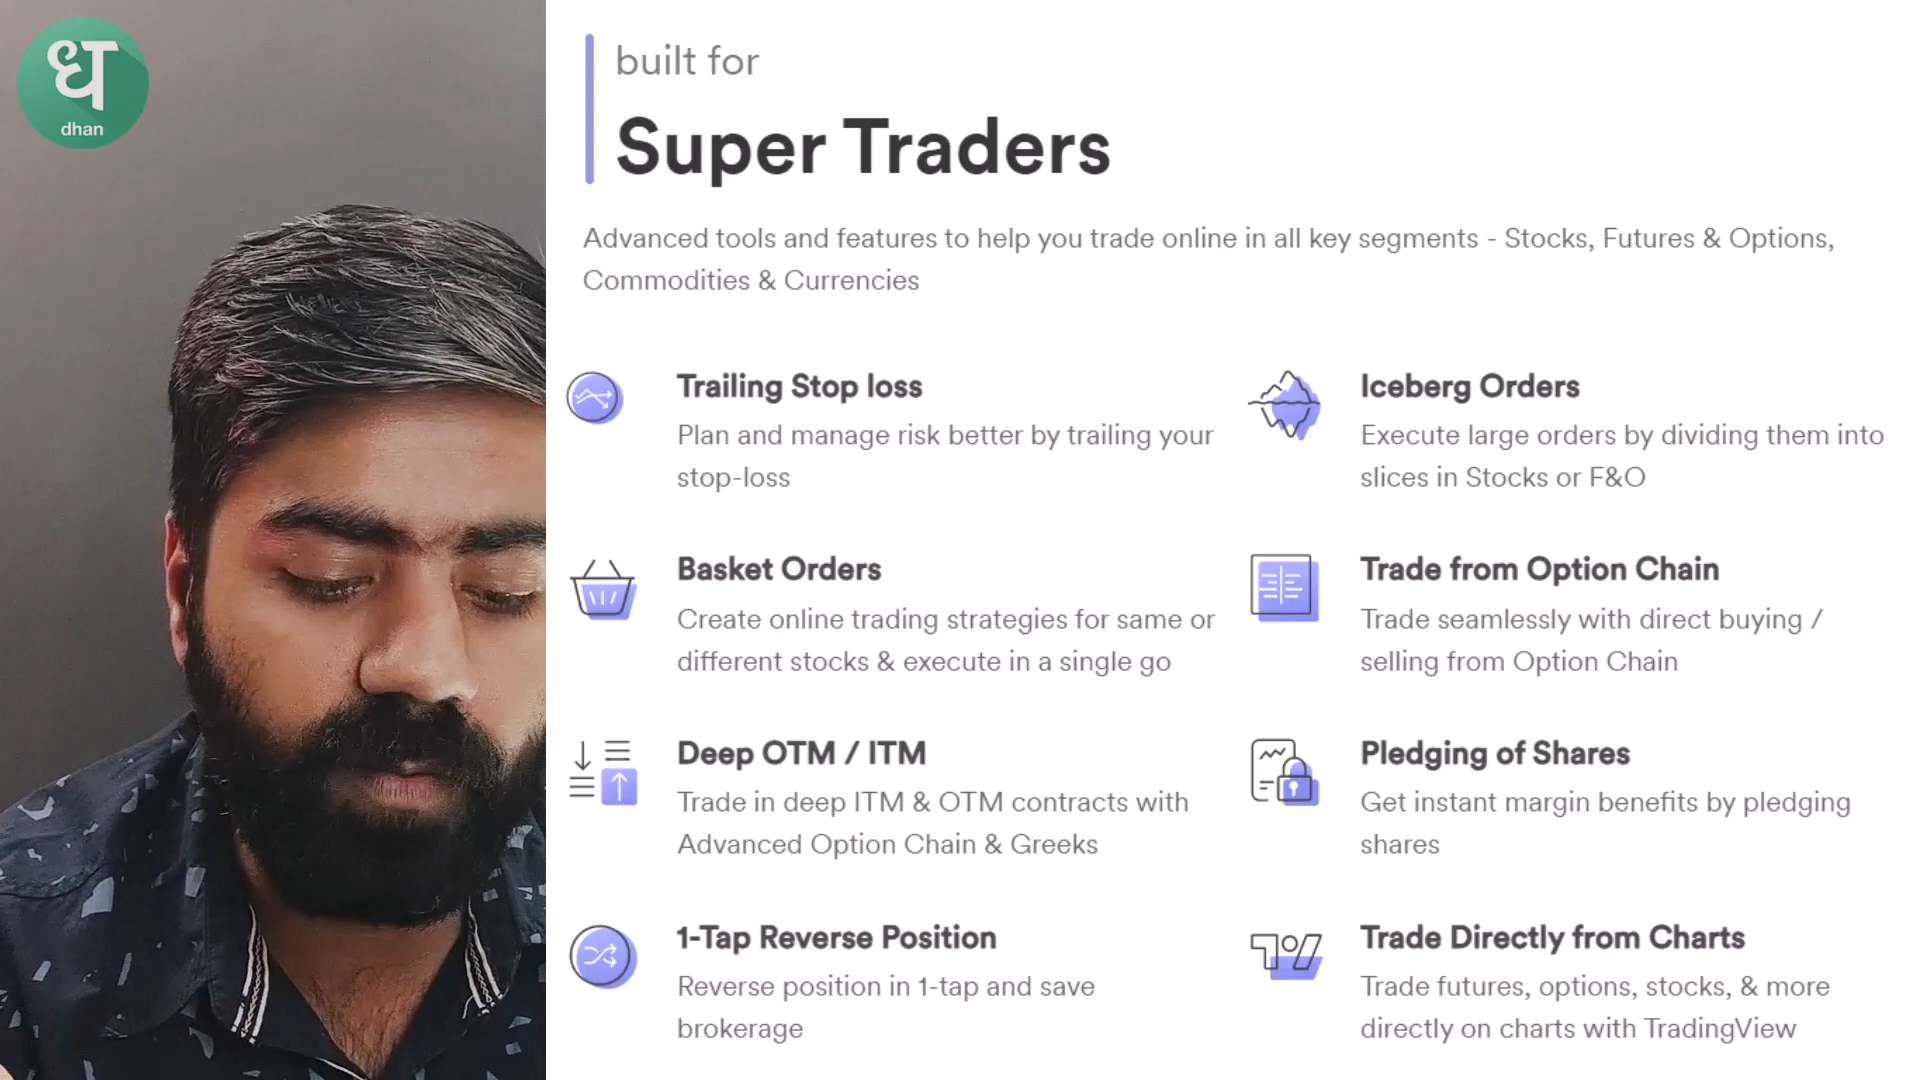 ध
dhan
built for
Super Traders
Advanced tools and features to help you trade online in all key segments - Stocks, Futures & Options,
Commodities & Currencies
Trailing Stop loss
Plan and manage risk better by trailing your
stop-loss
Iceberg Orders
Execute large orders by dividing them into
slices in Stocks or F&O
Basket Orders
Create online trading strategies for same or
different stocks & execute in a single go
Trade from Option Chain
Trade seamlessly with direct buying /
selling from Option Chain
Deep OTM / ITM
Trade in deep ITM & OTM contracts with
Advanced Option Chain & Greeks
Pledging of Shares
Get instant margin benefits by pledging
shares
1-Tap Reverse Position
Reverse position in 1-tap and save
brokerage
Trade Directly from Charts
Trade futures, options, stocks, & more
directly on charts with TradingView